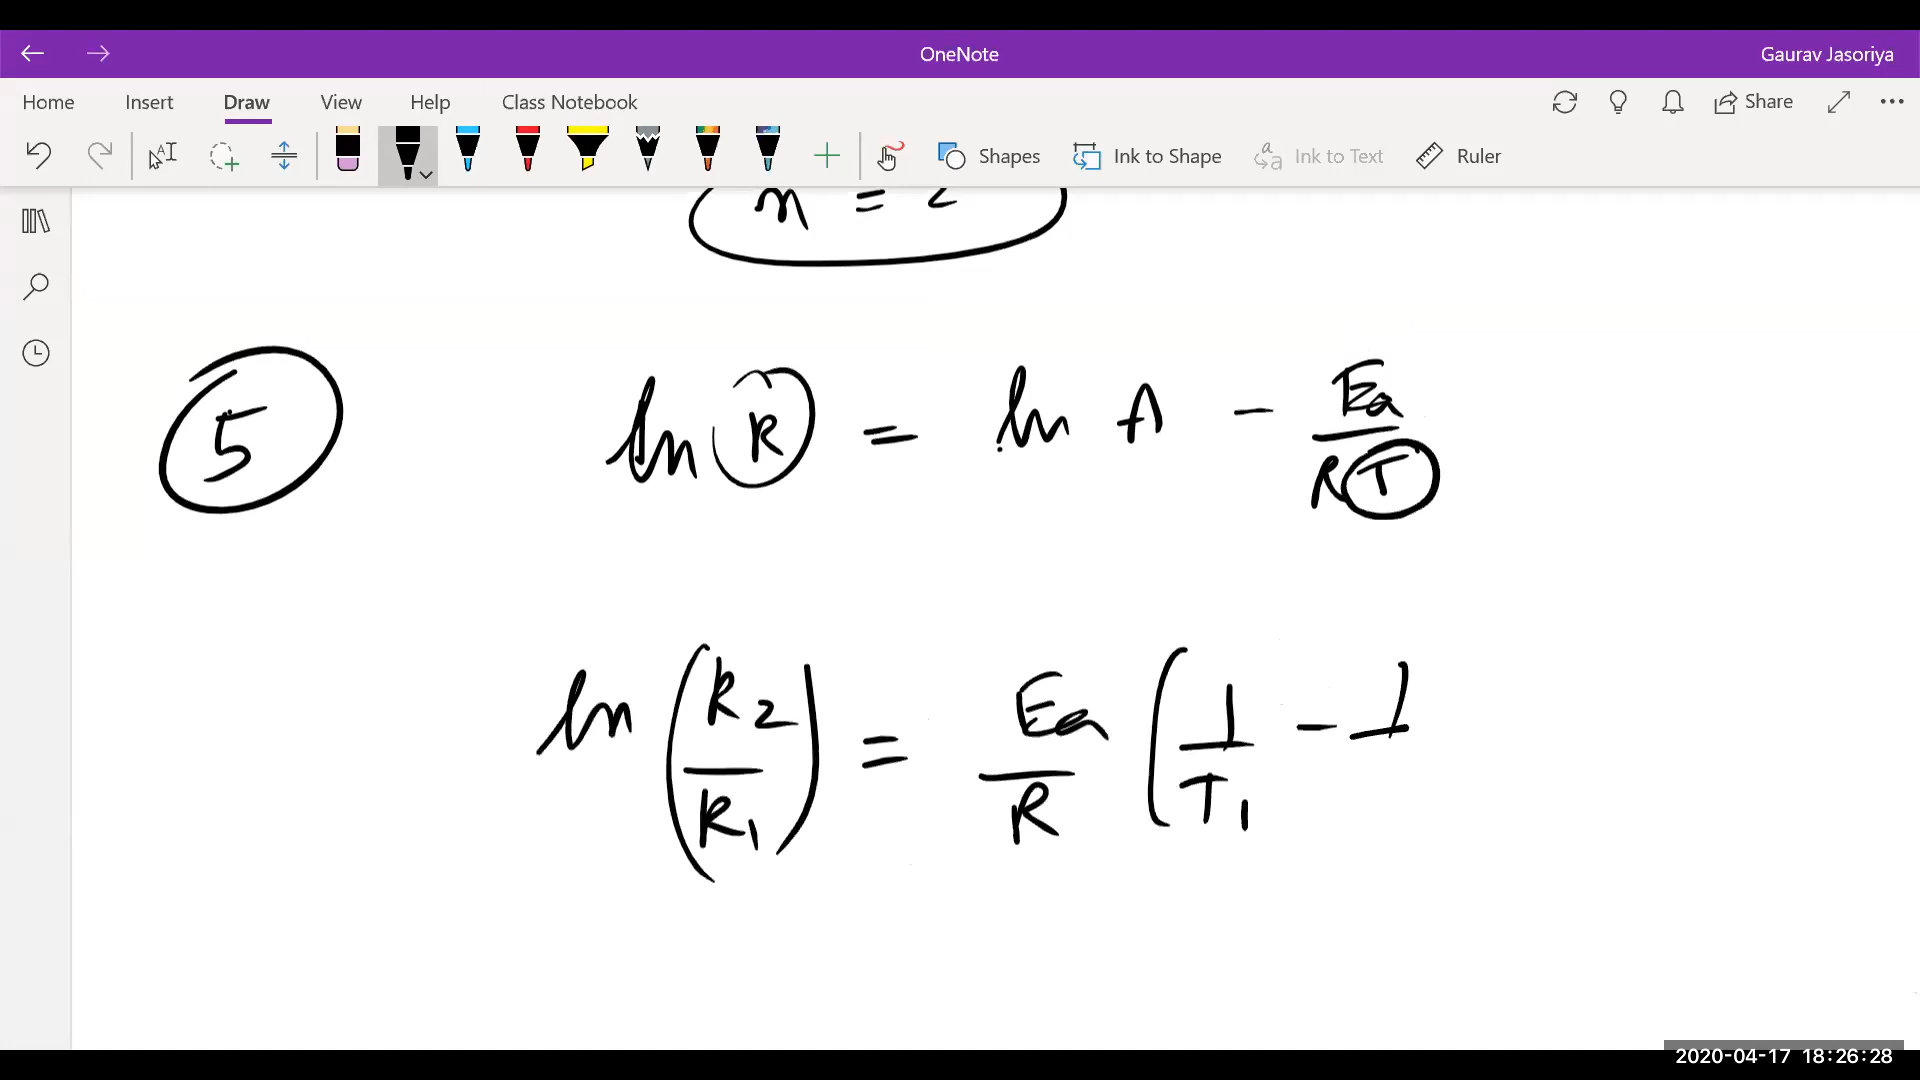 OneNote
Gaurav Jasoriya
Home Insert Draw View Help Class Notebook Share
Shapes Ink to Shape Ink to Text Ruler
n = 2
5
ln k = ln A - Ea/RT
ln (k2/k1) = Ea/R (1/T1 - 1
2020-04-17 18:26:28